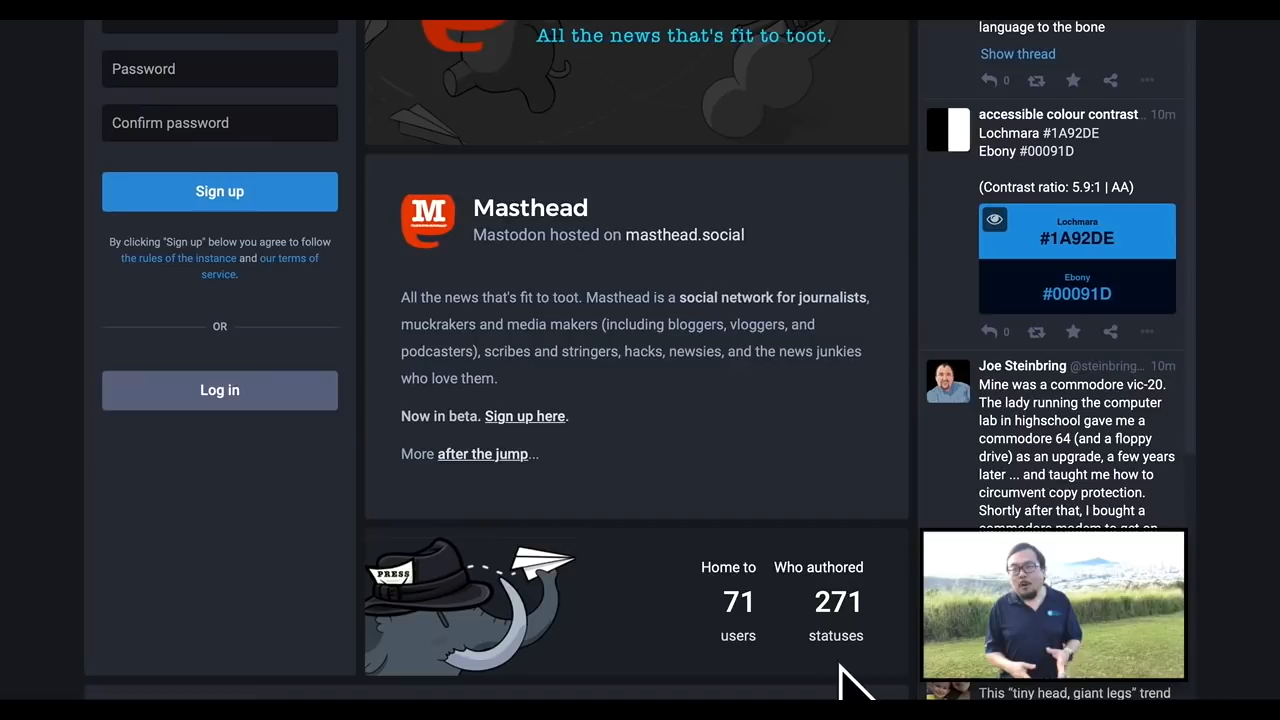 Password
Confirm password
Sign up
By clicking "Sign up" below you agree to follow
the rules of the instance and our terms of
service.
OR
Log in
All the news that's fit to toot.
M
Masthead
Mastodon hosted on masthead.social
All the news that's fit to toot. Masthead is a social network for journalists,
muckrakers and media makers (including bloggers, vloggers, and
podcasters), scribes and stringers, hacks, newsies, and the news junkies
who love them.
Now in beta. Sign up here.
More after the jump...
PRESS
Home to
71
users
Who authored
271
statuses
language to the bone
Show thread
0
accessible colour contrast... 10m
Lochmara #1A92DE
Ebony #00091D
(Contrast ratio: 5.9:1 | AA)
Lochmara
#1A92DE
Ebony
#00091D
0
Joe Steinbring @steinbring... 10m
Mine was a commodore vic-20.
The lady running the computer
lab in highschool gave me a
commodore 64 (and a floppy
drive) as an upgrade, a few years
later ... and taught me how to
circumvent copy protection.
Shortly after that, I bought a
commodore modem to get on
This “tiny head, giant legs” trend